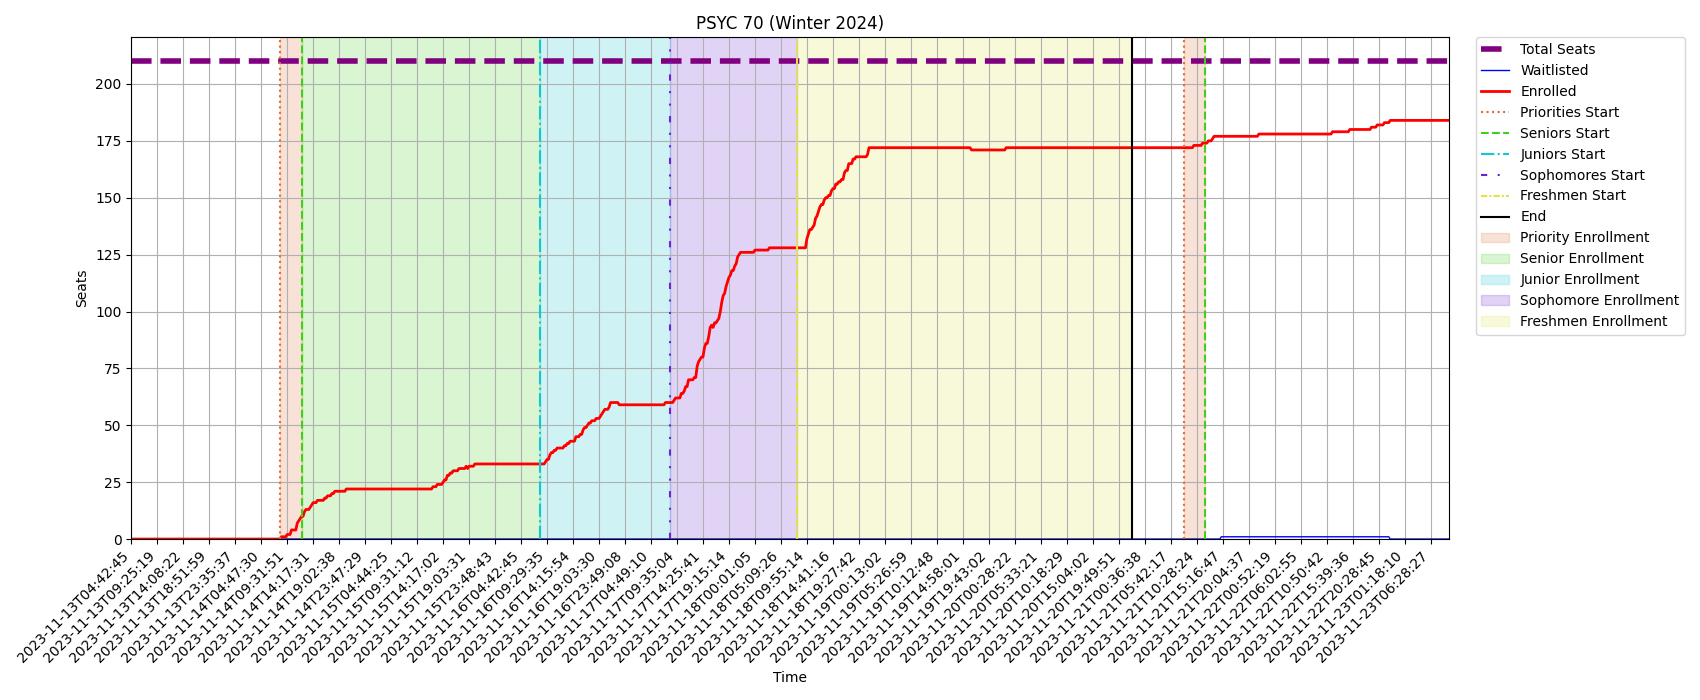 PSYC 70 (Winter 2024)
Seats
200
175
150
125
100
75
50
25
0
2023-11-13T04:42:45
2023-11-13T09:25:19
2023-11-13T14:08:22
2023-11-13T18:51:59
2023-11-13T23:35:37
2023-11-14T04:47:30
2023-11-14T09:31:51
2023-11-14T14:17:31
2023-11-14T19:02:38
2023-11-14T23:47:29
2023-11-15T04:44:25
2023-11-15T09:31:12
2023-11-15T14:17:02
2023-11-15T19:03:31
2023-11-15T23:48:43
2023-11-16T04:42:45
2023-11-16T09:29:35
2023-11-16T14:15:54
2023-11-16T19:03:30
2023-11-16T23:49:08
2023-11-17T04:49:10
2023-11-17T09:35:04
2023-11-17T14:25:41
2023-11-17T19:15:14
2023-11-18T00:01:05
2023-11-18T05:09:26
2023-11-18T09:55:14
2023-11-18T14:41:16
2023-11-18T19:27:42
2023-11-19T00:13:02
2023-11-19T05:26:59
2023-11-19T10:12:48
2023-11-19T14:58:01
2023-11-19T19:43:02
2023-11-20T00:28:22
2023-11-20T05:33:21
2023-11-20T10:18:29
2023-11-20T15:04:02
2023-11-20T19:49:51
2023-11-21T00:36:38
2023-11-21T05:42:17
2023-11-21T10:28:24
2023-11-21T15:16:47
2023-11-21T20:04:37
2023-11-22T00:52:19
2023-11-22T06:02:55
2023-11-22T10:50:42
2023-11-22T15:39:36
2023-11-22T20:28:45
2023-11-23T01:18:10
2023-11-23T06:28:27
Time
Total Seats
Waitlisted
Enrolled
Priorities Start
Seniors Start
Juniors Start
Sophomores Start
Freshmen Start
End
Priority Enrollment
Senior Enrollment
Junior Enrollment
Sophomore Enrollment
Freshmen Enrollment